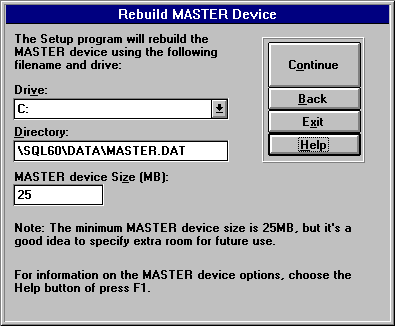 Rebuild MASTER Device
The Setup program will rebuild the
MASTER device using the following
filename and drive:
Drive:
C:
Directory:
\SQL60\DATA\MASTER.DAT
MASTER device Size (MB):
25
Continue
Back
Exit
Help
Note: The minimum MASTER device size is 25MB, but it's a
good idea to specify extra room for future use.
For information on the MASTER device options, choose the
Help button of press F1.